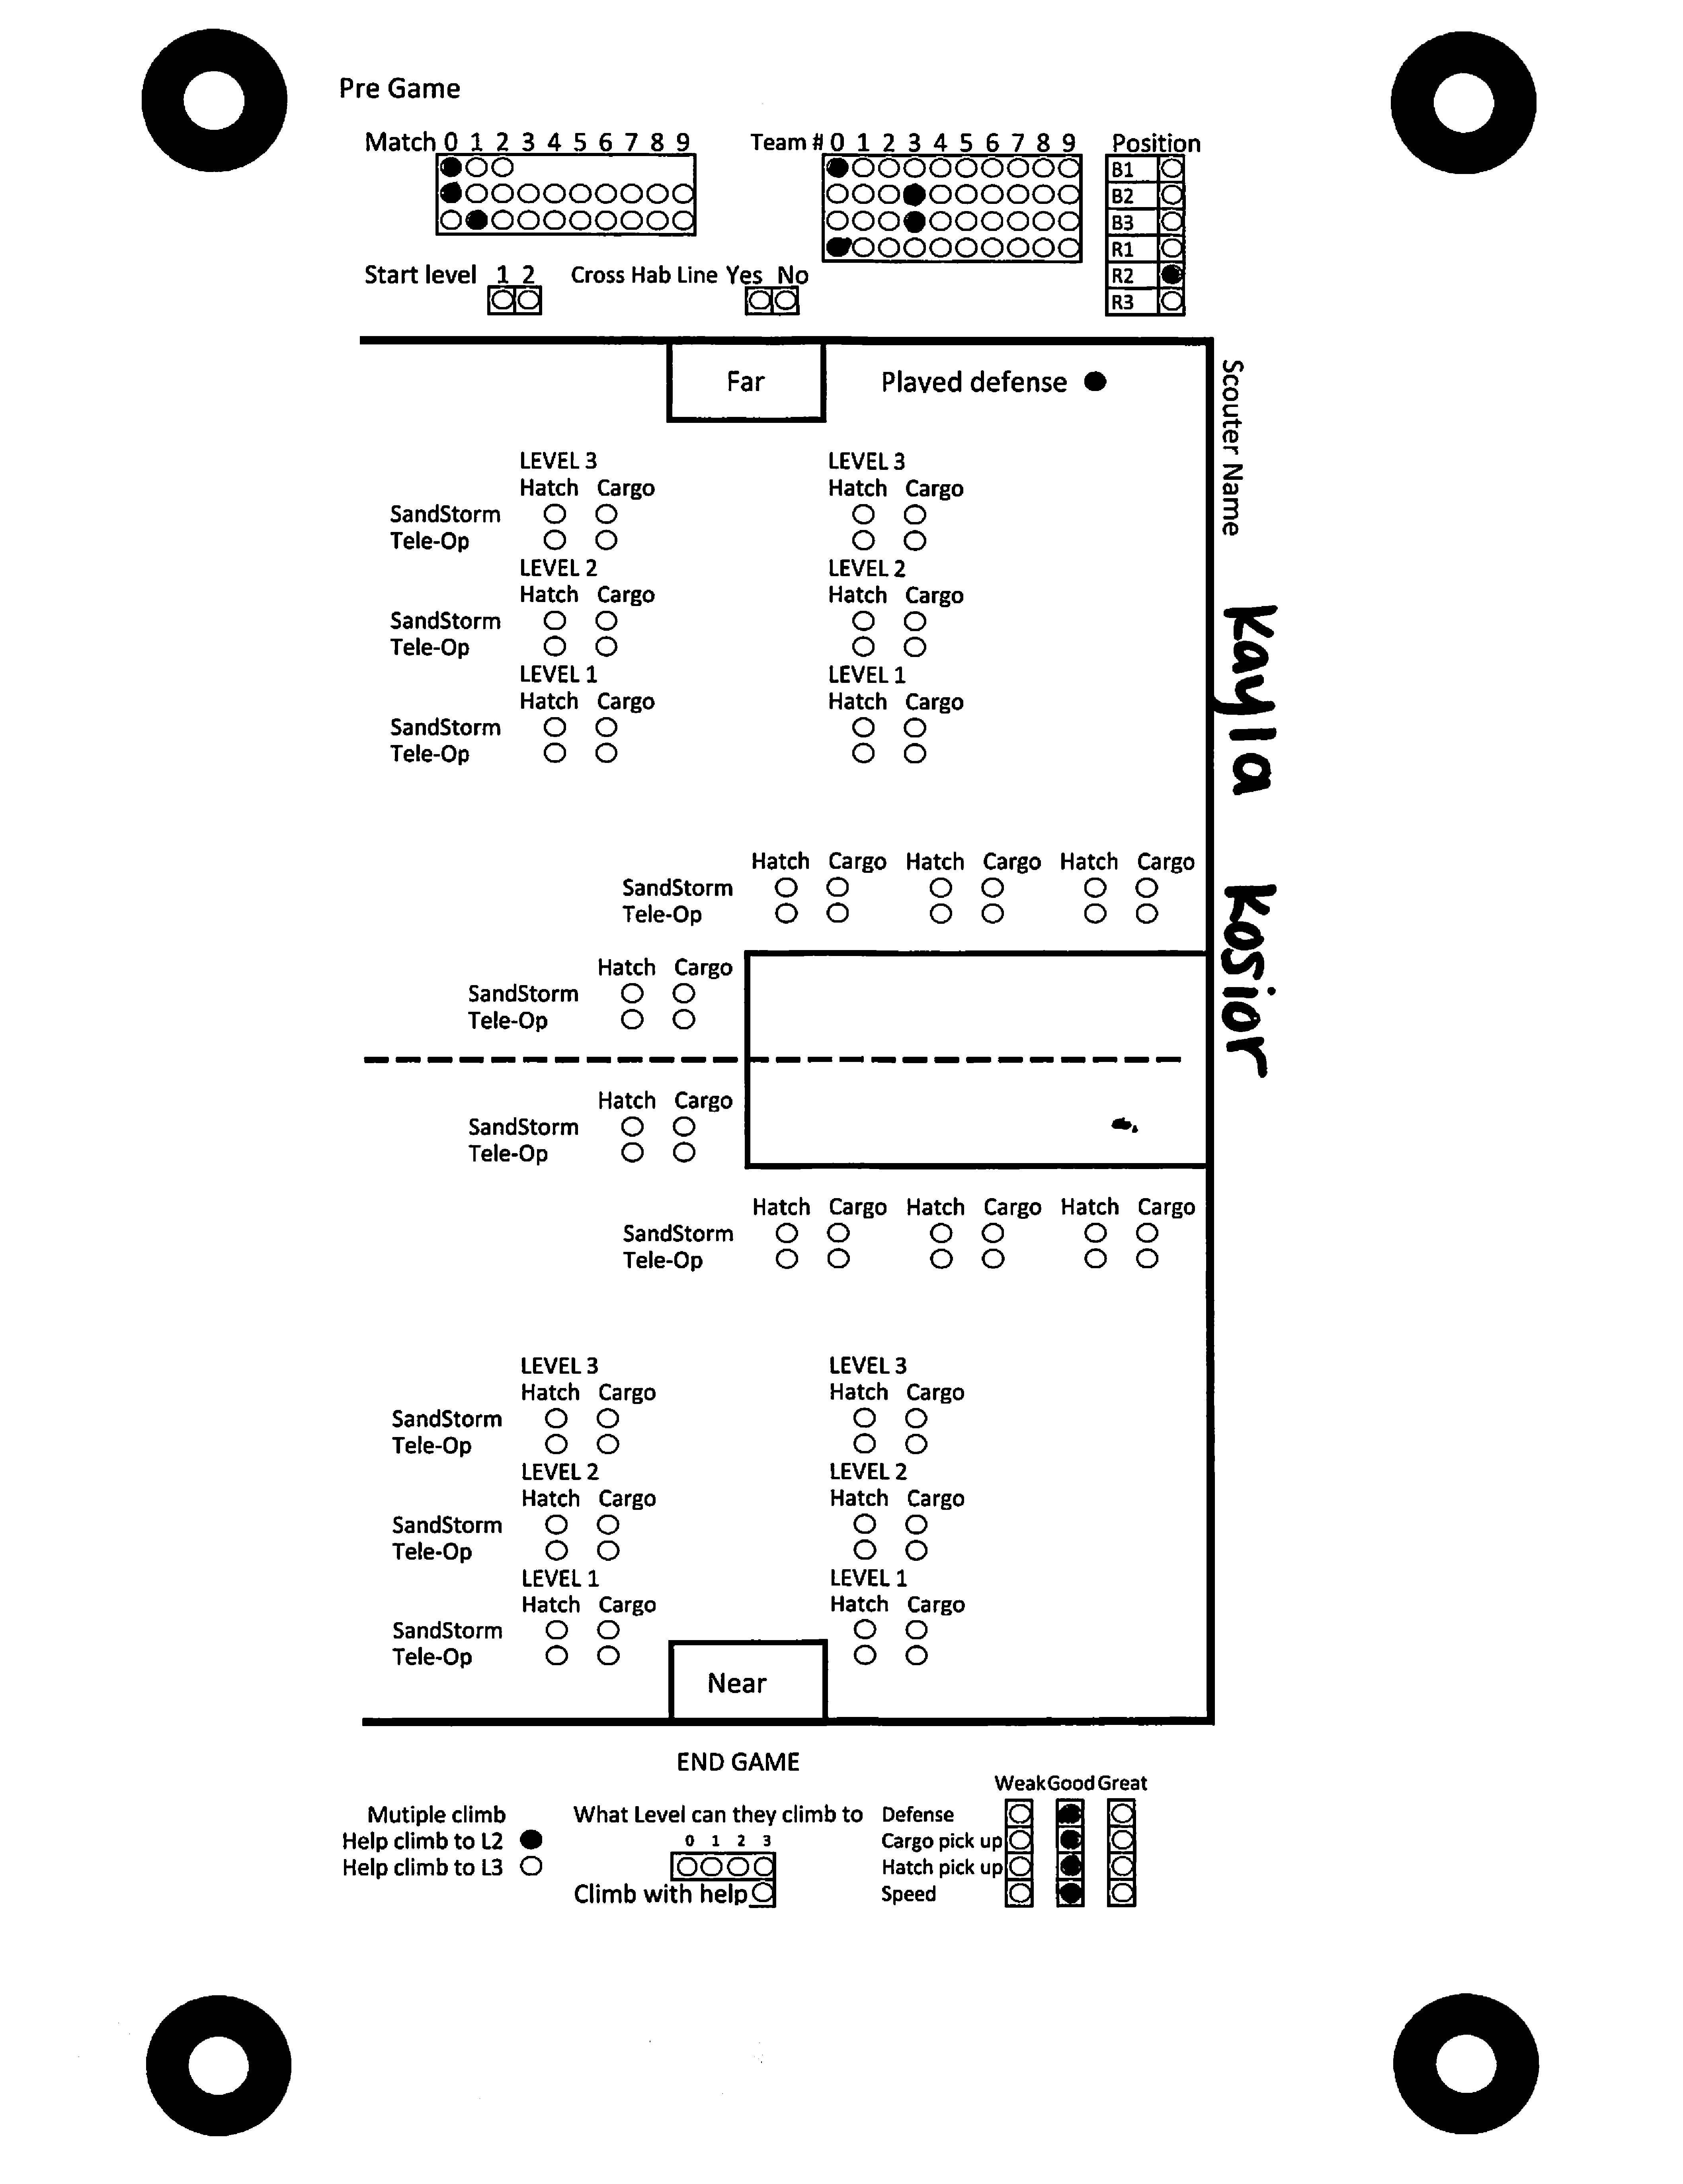 Pre Game
Match 0 1 2 3 4 5 6 7 8 9
Team # 0 1 2 3 4 5 6 7 8 9
Position
B1
B2
B3
R1
R2
R3
Start level 1 2
Cross Hab Line Yes No
Far
Played defense
Scouter Name
Kayla Kosior
LEVEL 3 LEVEL 3
Hatch Cargo Hatch Cargo
SandStorm
Tele-Op
LEVEL 2 LEVEL 2
Hatch Cargo Hatch Cargo
SandStorm
Tele-Op
LEVEL 1 LEVEL 1
Hatch Cargo Hatch Cargo
SandStorm
Tele-Op
Hatch Cargo Hatch Cargo Hatch Cargo
SandStorm
Tele-Op
Hatch Cargo
SandStorm
Tele-Op
Hatch Cargo
SandStorm
Tele-Op
Hatch Cargo Hatch Cargo Hatch Cargo
SandStorm
Tele-Op
LEVEL 3 LEVEL 3
Hatch Cargo Hatch Cargo
SandStorm
Tele-Op
LEVEL 2 LEVEL 2
Hatch Cargo Hatch Cargo
SandStorm
Tele-Op
LEVEL 1 LEVEL 1
Hatch Cargo Hatch Cargo
SandStorm
Tele-Op
Near
END GAME
Mutiple climb
Help climb to L2
Help climb to L3
What Level can they climb to
0 1 2 3
Climb with help
Weak Good Great
Defense
Cargo pick up
Hatch pick up
Speed